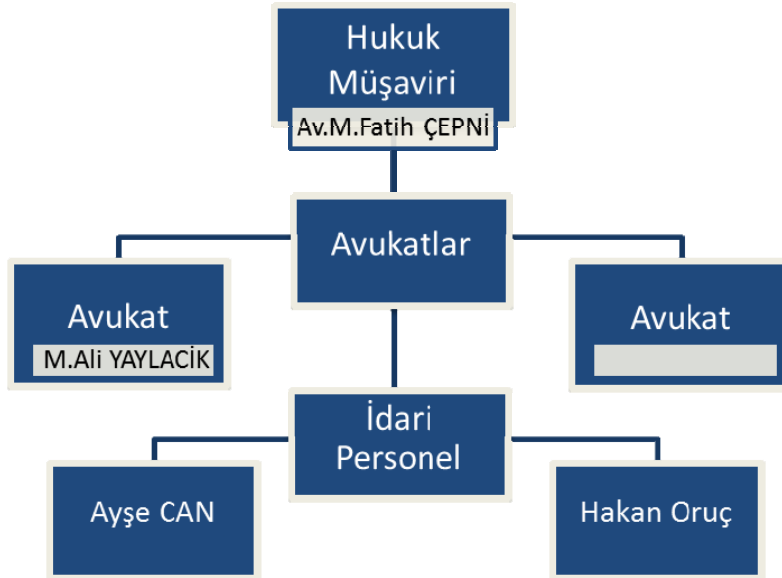 Hukuk
Müşaviri
Av.M.Fatih ÇEPNİ
Avukatlar
Avukat
M.Ali YAYLACİK
Avukat
İdari
Personel
Ayşe CAN
Hakan Oruç